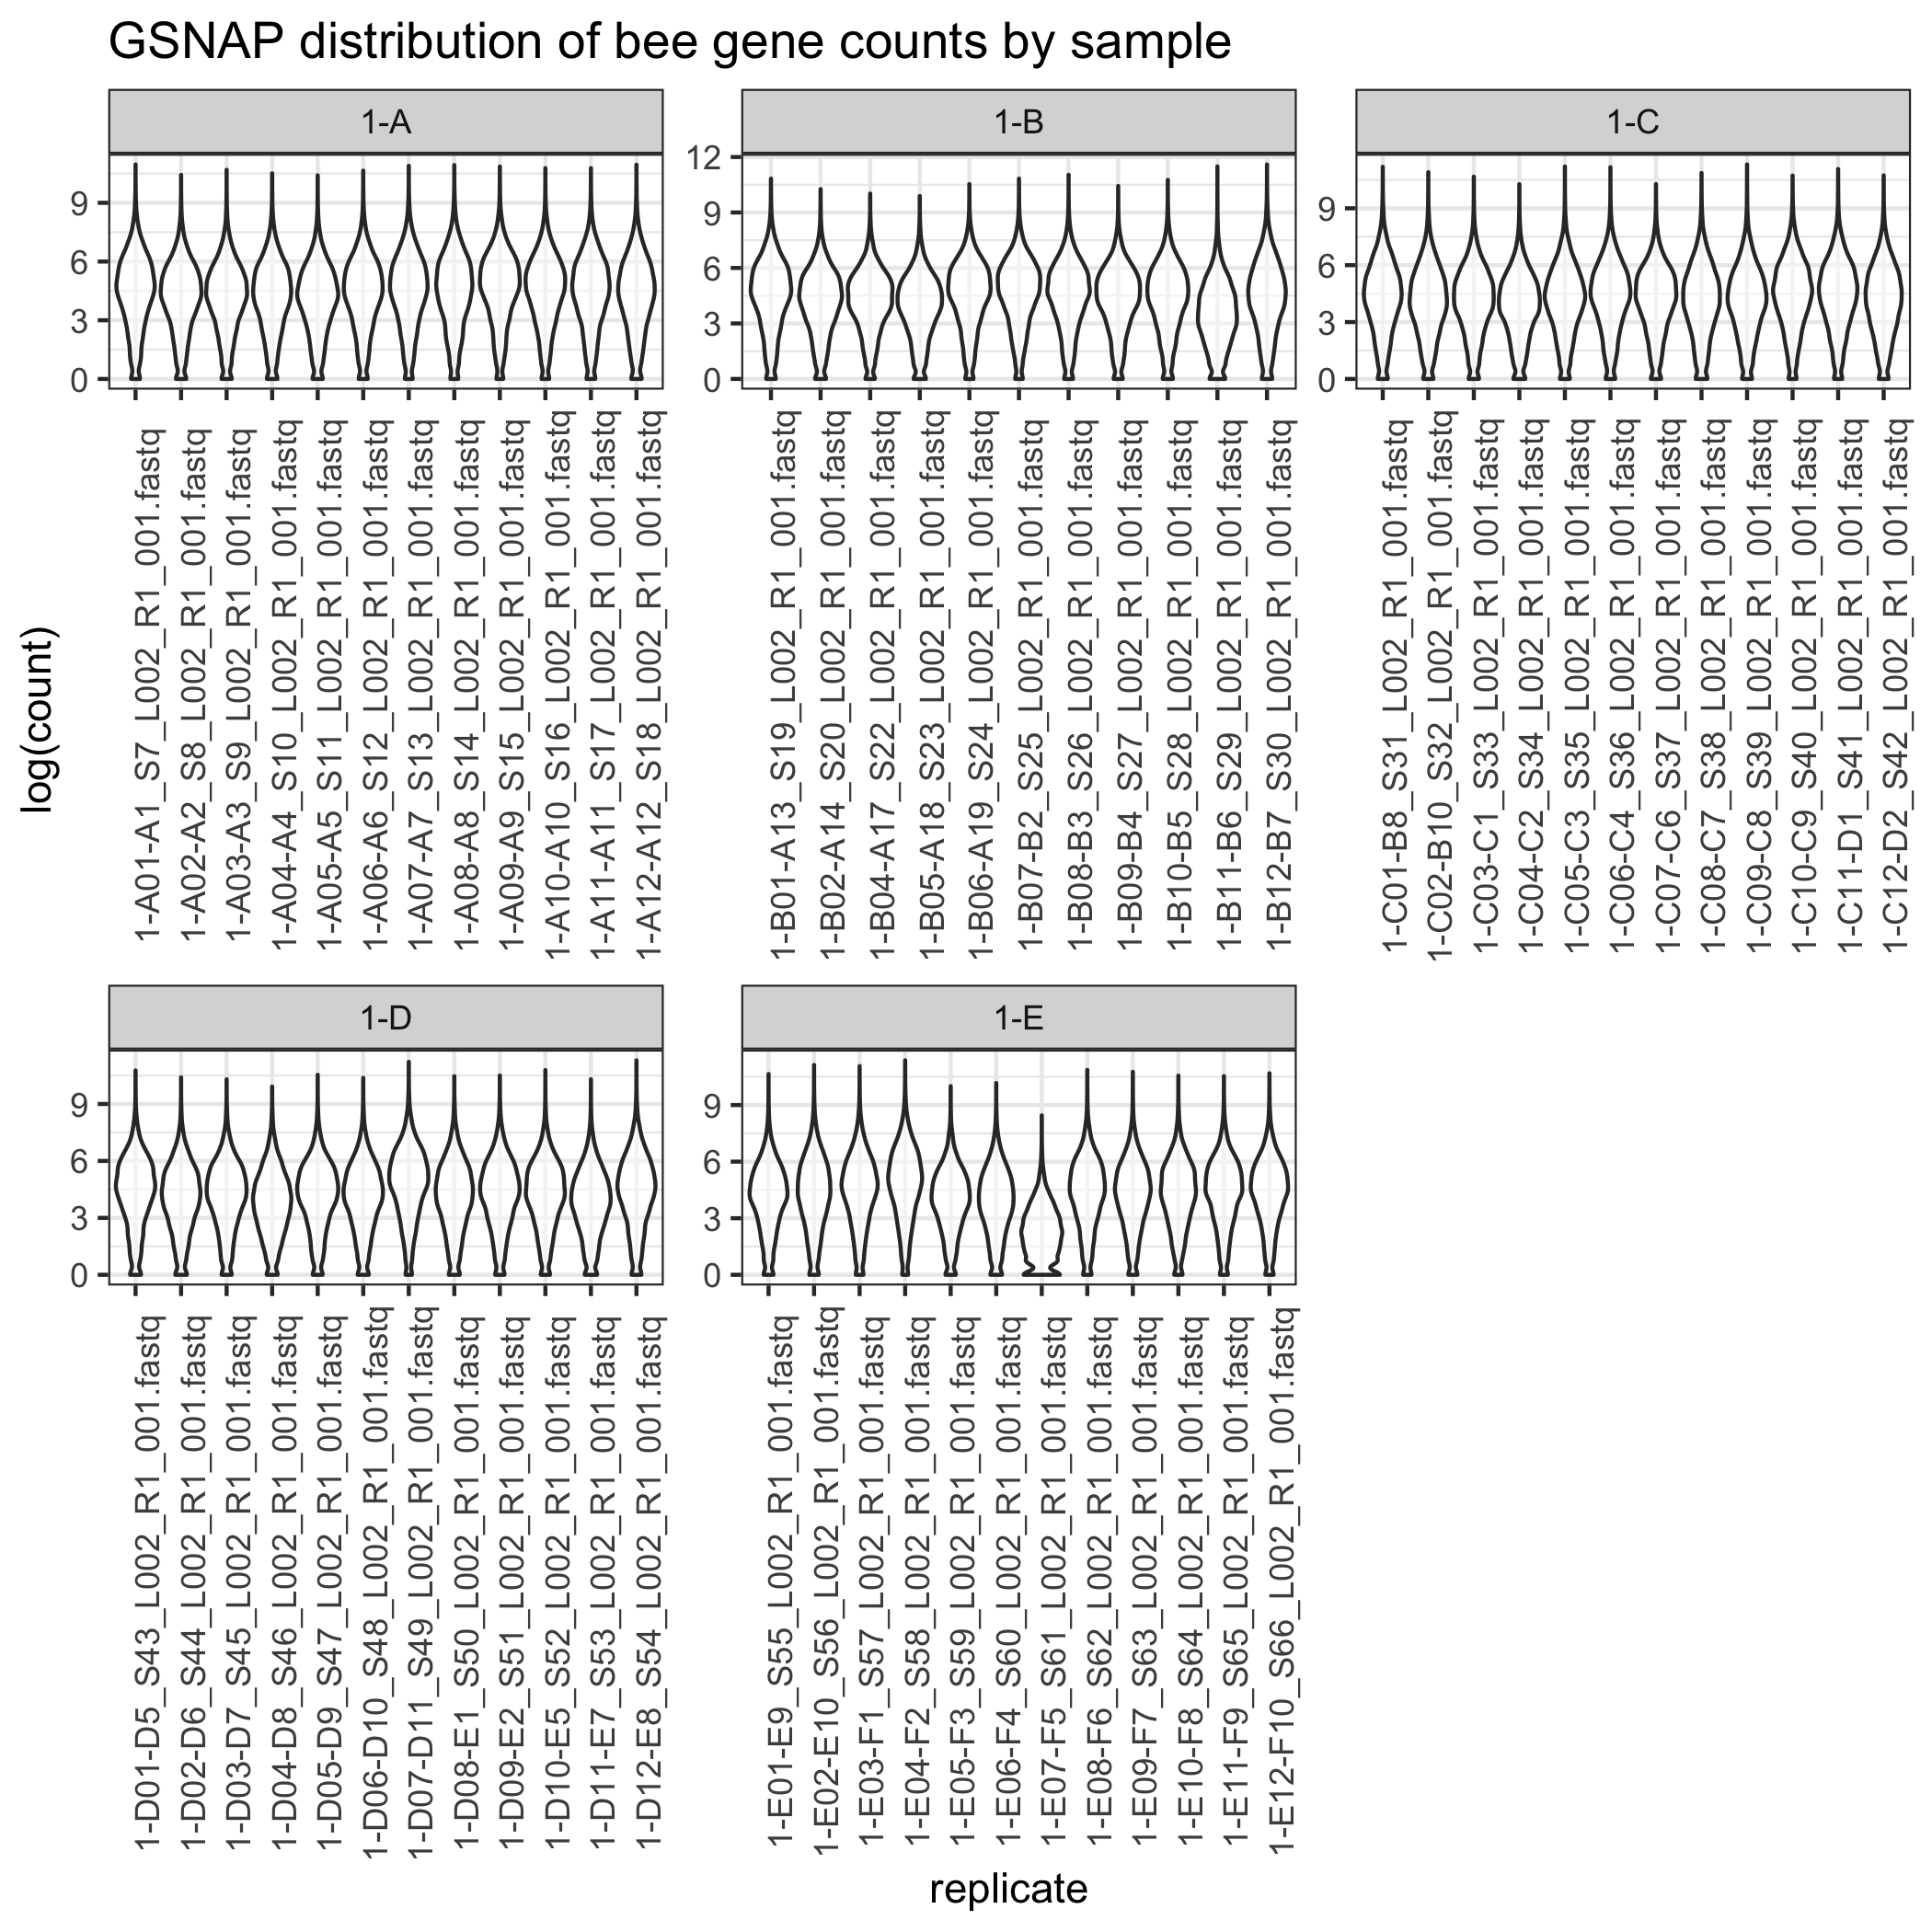 GSNAP distribution of bee gene counts by sample
1-A
1-B
1-C
9
6
3
0
12
9
6
3
0
9
6
3
0
1-A01-A1_S7_L002_R1_001.fastq
1-A02-A2_S8_L002_R1_001.fastq
1-A03-A3_S9_L002_R1_001.fastq
1-A04-A4_S10_L002_R1_001.fastq
1-A05-A5_S11_L002_R1_001.fastq
1-A06-A6_S12_L002_R1_001.fastq
1-A07-A7_S13_L002_R1_001.fastq
1-A08-A8_S14_L002_R1_001.fastq
1-A09-A9_S15_L002_R1_001.fastq
1-A10-A10_S16_L002_R1_001.fastq
1-A11-A11_S17_L002_R1_001.fastq
1-A12-A12_S18_L002_R1_001.fastq
1-B01-A13_S19_L002_R1_001.fastq
1-B02-A14_S20_L002_R1_001.fastq
1-B04-A17_S22_L002_R1_001.fastq
1-B05-A18_S23_L002_R1_001.fastq
1-B06-A19_S24_L002_R1_001.fastq
1-B07-B2_S25_L002_R1_001.fastq
1-B08-B3_S26_L002_R1_001.fastq
1-B09-B4_S27_L002_R1_001.fastq
1-B10-B5_S28_L002_R1_001.fastq
1-B11-B6_S29_L002_R1_001.fastq
1-B12-B7_S30_L002_R1_001.fastq
1-C01-B8_S31_L002_R1_001.fastq
1-C02-B10_S32_L002_R1_001.fastq
1-C03-C1_S33_L002_R1_001.fastq
1-C04-C2_S34_L002_R1_001.fastq
1-C05-C3_S35_L002_R1_001.fastq
1-C06-C4_S36_L002_R1_001.fastq
1-C07-C6_S37_L002_R1_001.fastq
1-C08-C7_S38_L002_R1_001.fastq
1-C09-C8_S39_L002_R1_001.fastq
1-C10-C9_S40_L002_R1_001.fastq
1-C11-D1_S41_L002_R1_001.fastq
1-C12-D2_S42_L002_R1_001.fastq
log(count)
1-D
1-E
9
6
3
0
9
6
3
0
1-D01-D5_S43_L002_R1_001.fastq
1-D02-D6_S44_L002_R1_001.fastq
1-D03-D7_S45_L002_R1_001.fastq
1-D04-D8_S46_L002_R1_001.fastq
1-D05-D9_S47_L002_R1_001.fastq
1-D06-D10_S48_L002_R1_001.fastq
1-D07-D11_S49_L002_R1_001.fastq
1-D08-E1_S50_L002_R1_001.fastq
1-D09-E2_S51_L002_R1_001.fastq
1-D10-E5_S52_L002_R1_001.fastq
1-D11-E7_S53_L002_R1_001.fastq
1-D12-E8_S54_L002_R1_001.fastq
1-E01-E9_S55_L002_R1_001.fastq
1-E02-E10_S56_L002_R1_001.fastq
1-E03-F1_S57_L002_R1_001.fastq
1-E04-F2_S58_L002_R1_001.fastq
1-E05-F3_S59_L002_R1_001.fastq
1-E06-F4_S60_L002_R1_001.fastq
1-E07-F5_S61_L002_R1_001.fastq
1-E08-F6_S62_L002_R1_001.fastq
1-E09-F7_S63_L002_R1_001.fastq
1-E10-F8_S64_L002_R1_001.fastq
1-E11-F9_S65_L002_R1_001.fastq
1-E12-F10_S66_L002_R1_001.fastq
replicate